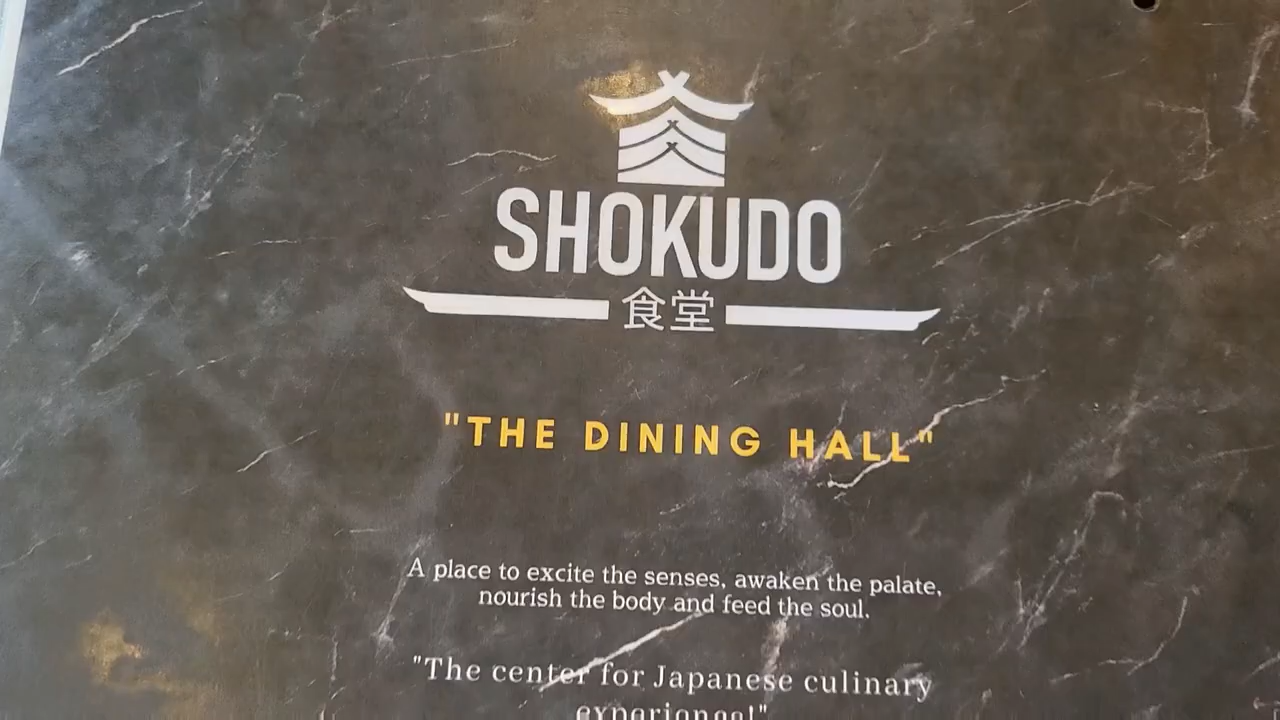 SHOKUDO
食堂
"THE DINING HALL"
A place to excite the senses, awaken the palate,
nourish the body and feed the soul.
"The center for Japanese culinary
experience!"